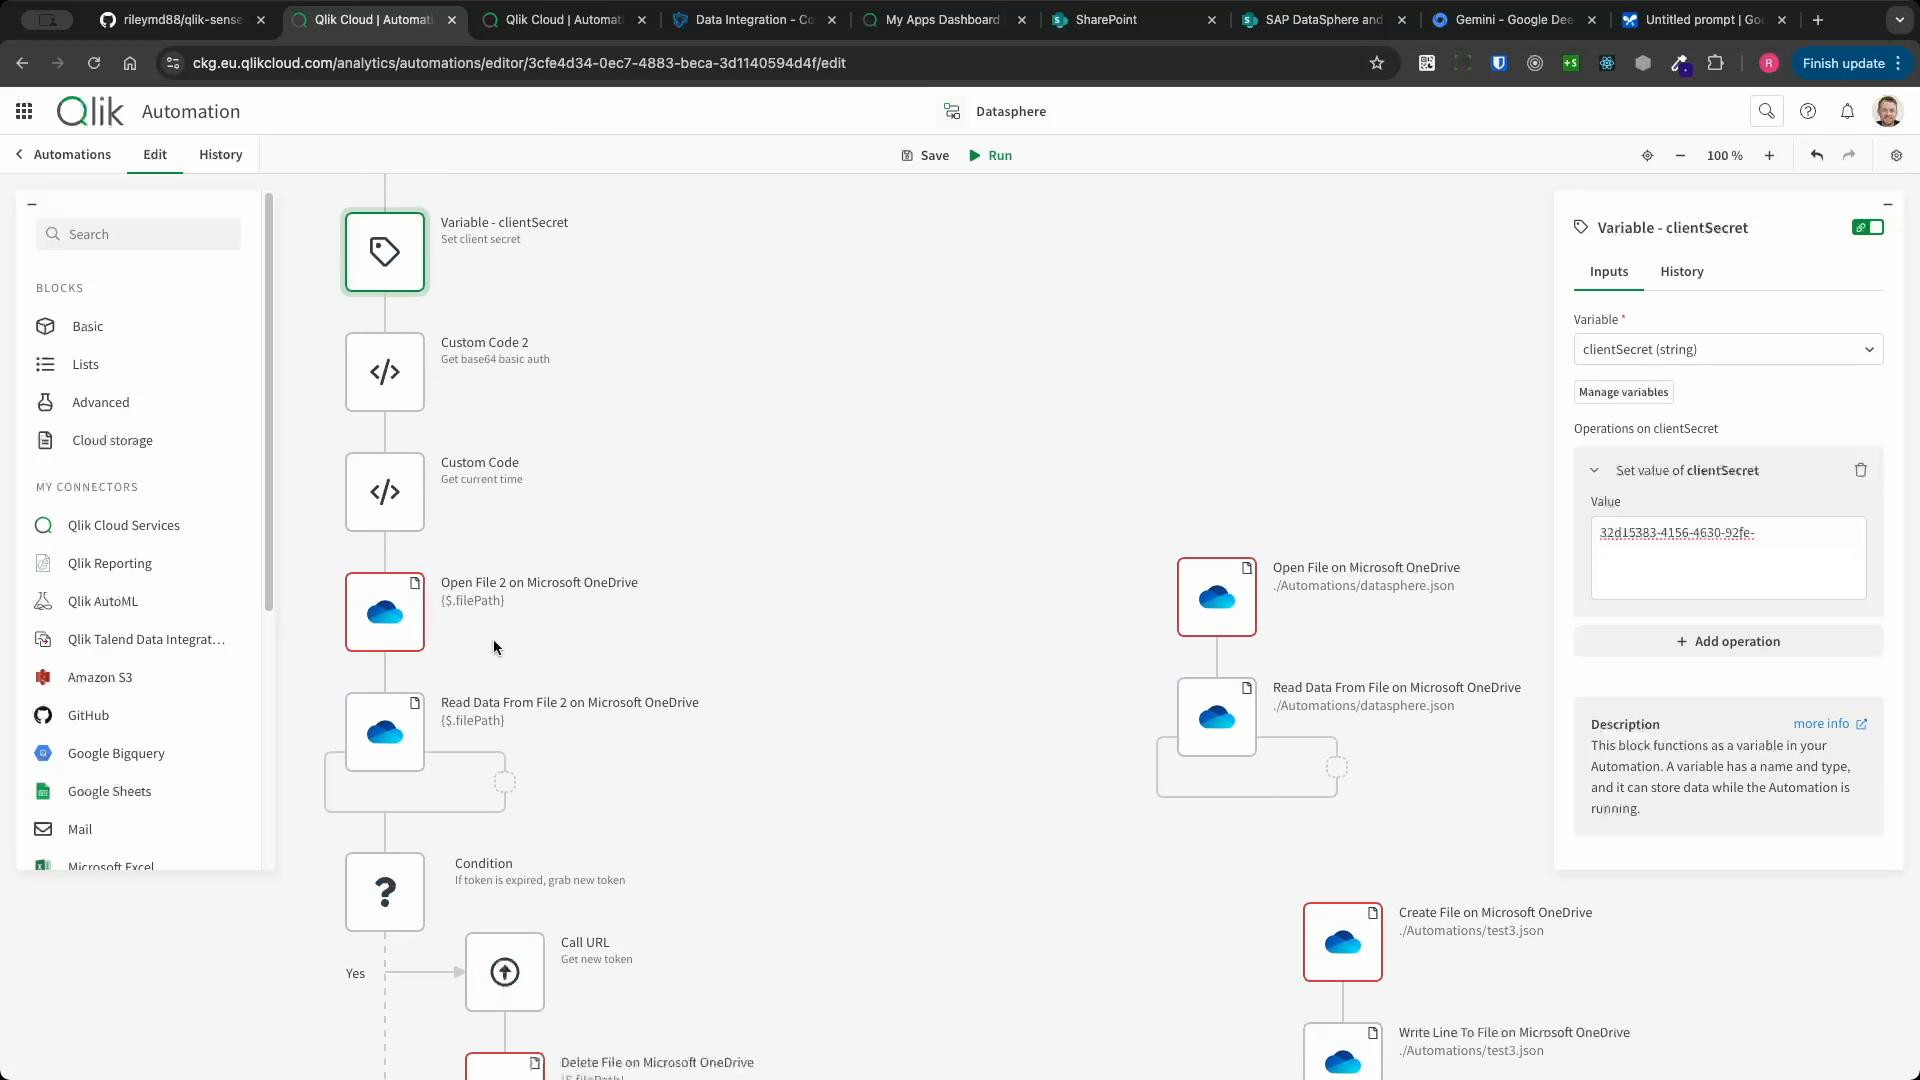 rileymd88/qlik-sense
Qlik Cloud | Automati
Qlik Cloud | Automati
Data Integration - Co
My Apps Dashboard
SharePoint
SAP DataSphere and
Gemini - Google Dee
Untitled prompt | Go
ckg.eu.qlikcloud.com/analytics/automations/editor/3cfe4d34-0ec7-4883-beca-3d1140594d4f/edit
R
Finish update
Qlik
Automation
Datasphere
Automations
Edit
History
Save
Run
100 %
Search
BLOCKS
Basic
Lists
Advanced
Cloud storage
MY CONNECTORS
Qlik Cloud Services
Qlik Reporting
Qlik AutoML
Qlik Talend Data Integrat...
Amazon S3
GitHub
Google Bigquery
Google Sheets
Mail
Microsoft Excel
Variable - clientSecret
Set client secret
Custom Code 2
Get base64 basic auth
Custom Code
Get current time
Open File 2 on Microsoft OneDrive
{$.filePath}
Read Data From File 2 on Microsoft OneDrive
{$.filePath}
Condition
If token is expired, grab new token
Yes
Call URL
Get new token
Delete File on Microsoft OneDrive
{$.filePath}
Open File on Microsoft OneDrive
./Automations/datasphere.json
Read Data From File on Microsoft OneDrive
./Automations/datasphere.json
Create File on Microsoft OneDrive
./Automations/test3.json
Write Line To File on Microsoft OneDrive
./Automations/test3.json
Variable - clientSecret
Inputs
History
Variable *
clientSecret (string)
Manage variables
Operations on clientSecret
Set value of clientSecret
Value
32d15383-4156-4630-92fe-
+ Add operation
Description
more info
This block functions as a variable in your
Automation. A variable has a name and type,
and it can store data while the Automation is
running.